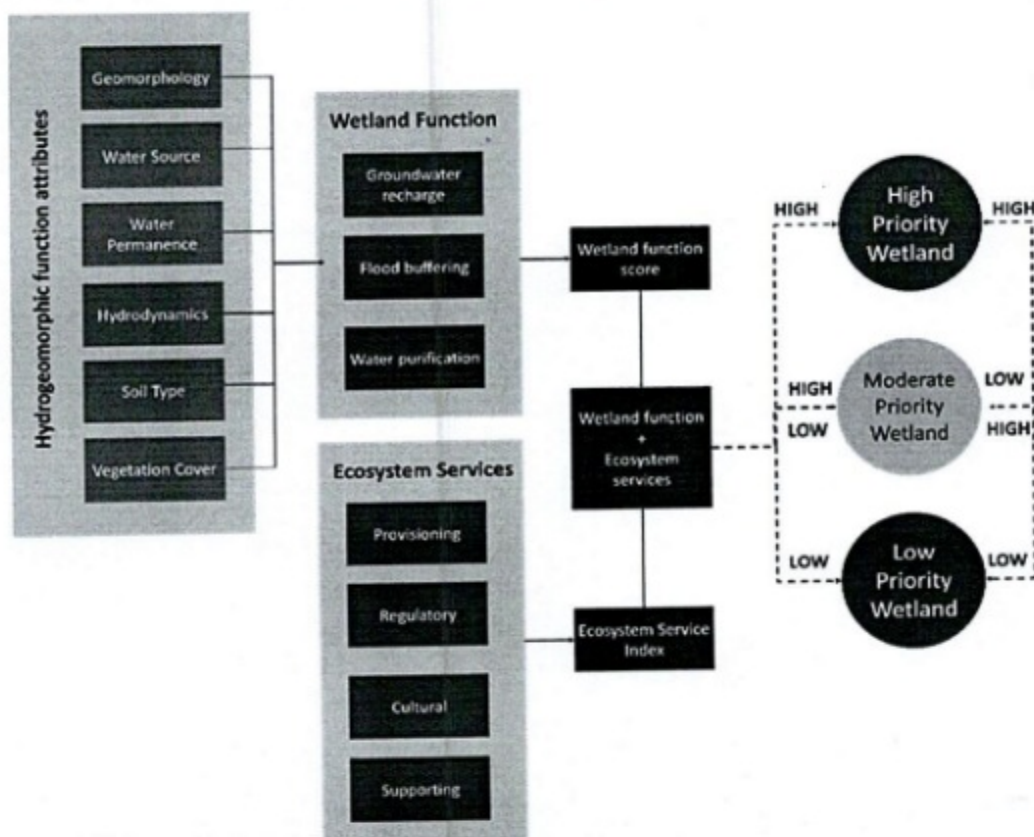 Hydrogeomorphic function attributes
Geomorphology
Water Source
Water
Permanence
Hydrodynamics
Soil Type
Vegetation Cover
Wetland Function
Groundwater
recharge
Flood buffering
Water purification
Ecosystem Services
Provisioning
Regulatory
Cultural
Supporting
Wetland function
score
Wetland function
+
Ecosystem
services
Ecosystem Service
Index
HIGH
High
Priority
Wetland
HIGH
HIGH
LOW
Moderate
Priority
Wetland
LOW
HIGH
LOW
Low
Priority
Wetland
LOW